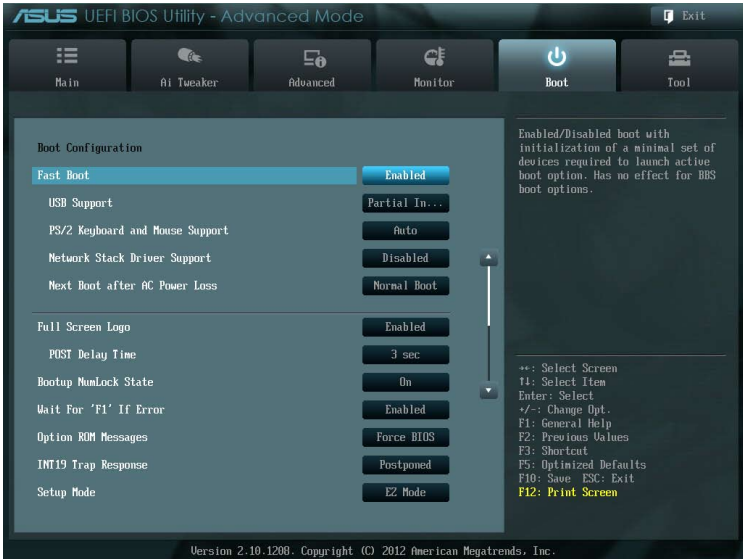 ASUS UEFI BIOS Utility - Advanced Mode
Exit
Main
Ai Tweaker
Advanced
Monitor
Boot
Tool
Boot Configuration
Fast Boot Enabled
USB Support Partial In...
PS/2 Keyboard and Mouse Support Auto
Network Stack Driver Support Disabled
Next Boot after AC Power Loss Normal Boot
Full Screen Logo Enabled
POST Delay Time 3 sec
Bootup NumLock State On
Wait For 'F1' If Error Enabled
Option ROM Messages Force BIOS
INT19 Trap Response Postponed
Setup Mode EZ Mode
Enabled/Disabled boot with
initialization of a minimal set of
devices required to launch active
boot option. Has no effect for BBS
boot options.
→←: Select Screen
↑↓: Select Item
Enter: Select
+/-: Change Opt.
F1: General Help
F2: Previous Values
F3: Shortcut
F5: Optimized Defaults
F10: Save ESC: Exit
F12: Print Screen
Version 2.10.1208. Copyright (C) 2012 American Megatrends, Inc.